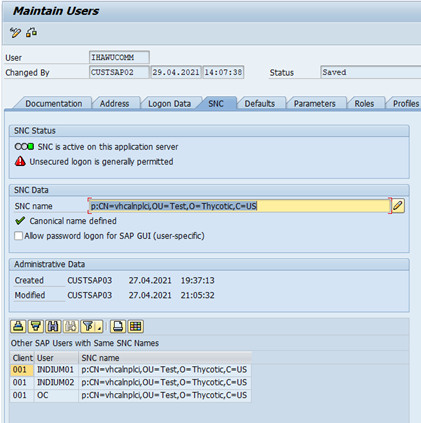 Maintain Users
User IHAWUCOMM
Changed By CUSTSAP02 29.04.2021 14:07:38 Status Saved
Documentation Address Logon Data SNC Defaults Parameters Roles Profiles
SNC Status
SNC is active on this application server
Unsecured logon is generally permitted
SNC Data
SNC name p:CN=vhcalnplci,OU=Test,O=Thycotic,C=US
Canonical name defined
Allow password logon for SAP GUI (user-specific)
Administrative Data
Created CUSTSAP03 27.04.2021 19:37:13
Modified CUSTSAP03 27.04.2021 21:05:32
Other SAP Users with Same SNC Names
Client User SNC name
001 INDIUM01 p:CN=vhcalnplci,OU=Test,O=Thycotic,C=US
001 INDIUM02 p:CN=vhcalnplci,OU=Test,O=Thycotic,C=US
001 OC p:CN=vhcalnplci,OU=Test,O=Thycotic,C=US